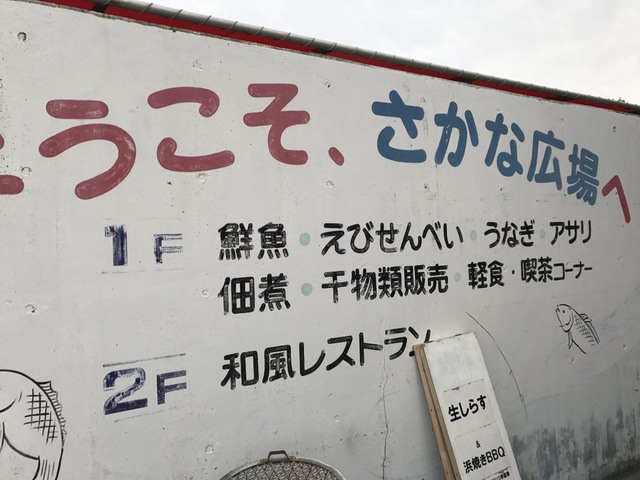 ようこそ、さかな広場へ
1F 鮮魚・えびせんべい・うなぎ・アサリ
佃煮・干物類販売・軽食・喫茶コーナー
2F 和風レストラン
生しらす
&
浜焼きBBQ